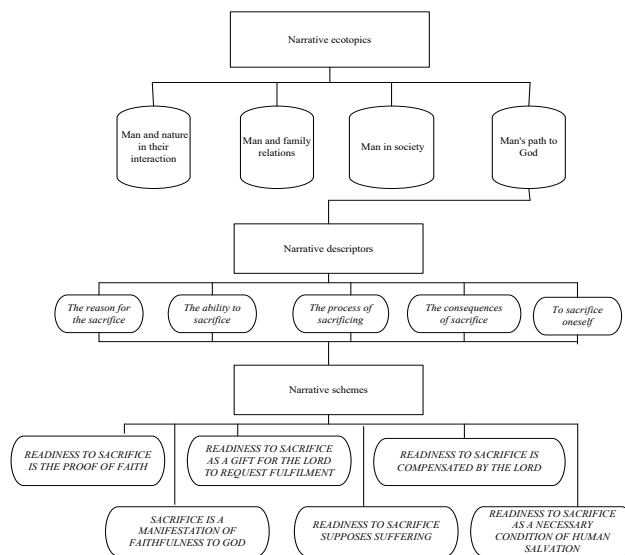 Narrative ecotopics
Man and nature
in their
interaction
Man and family
relations
Man in society
Man's path to
God
Narrative descriptors
The reason for
the sacrifice
The ability to
sacrifice
The process of
sacrificing
The consequences
of sacrifice
To sacrifice
oneself
Narrative schemes
READINESS TO SACRIFICE
IS THE PROOF OF FAITH
READINESS TO SACRIFICE
AS A GIFT FOR THE LORD
TO REQUEST FULFILMENT
READINESS TO SACRIFICE IS
COMPENSATED BY THE LORD
SACRIFICE IS A
MANIFESTATION OF
FAITHFULNESS TO GOD
READINESS TO SACRIFICE
SUPPOSES SUFFERING
READINESS TO SACRIFICE
AS A NECESSARY
CONDITION OF HUMAN
SALVATION